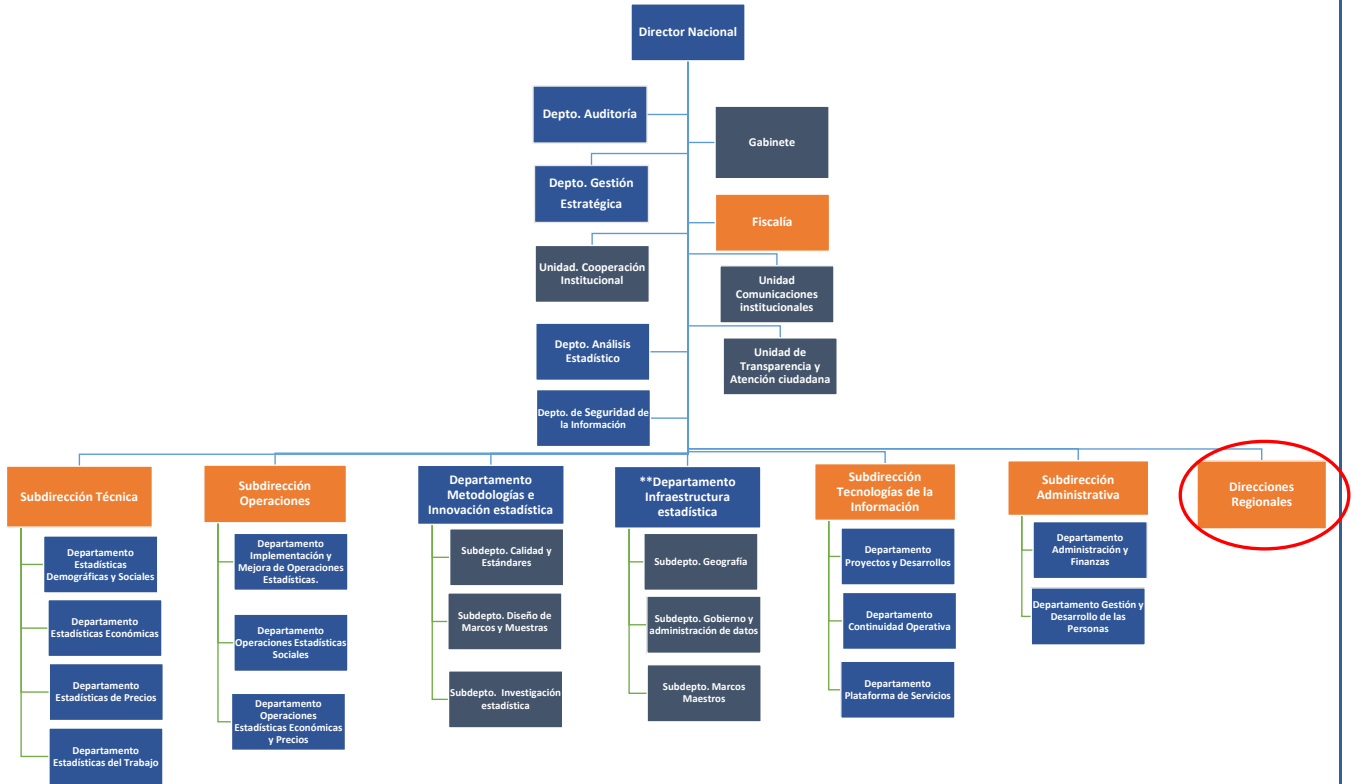 Director Nacional
Depto. Auditoría
Gabinete
Depto. Gestión
Estratégica
Fiscalía
Unidad. Cooperación
Institucional
Unidad
Comunicaciones
institucionales
Depto. Análisis
Estadístico
Unidad de
Transparencia y
Atención ciudadana
Depto. de Seguridad de
la Información
Subdirección Técnica
Subdirección
Operaciones
Departamento
Metodologías e
Innovación estadística
**Departamento
Infraestructura
estadística
Subdirección
Tecnologías de la
Información
Subdirección
Administrativa
Direcciones
Regionales
Departamento
Estadísticas
Demográficas y Sociales
Departamento
Estadísticas Económicas
Departamento
Estadísticas de Precios
Departamento
Estadísticas del Trabajo
Departamento
Implementación y
Mejora de Operaciones
Estadísticas.
Departamento
Operaciones Estadísticas
Sociales
Departamento
Operaciones
Estadísticas Económicas
y Precios
Subdepto. Calidad y
Estándares
Subdepto. Diseño de
Marcos y Muestras
Subdepto. Investigación
estadística
Subdepto. Geografía
Subdepto. Gobierno y
administración de datos
Subdepto. Marcos
Maestros
Departamento
Proyectos y Desarrollos
Departamento
Continuidad Operativa
Departamento
Plataforma de Servicios
Departamento
Administración y
Finanzas
Departamento Gestión y
Desarrollo de las
Personas